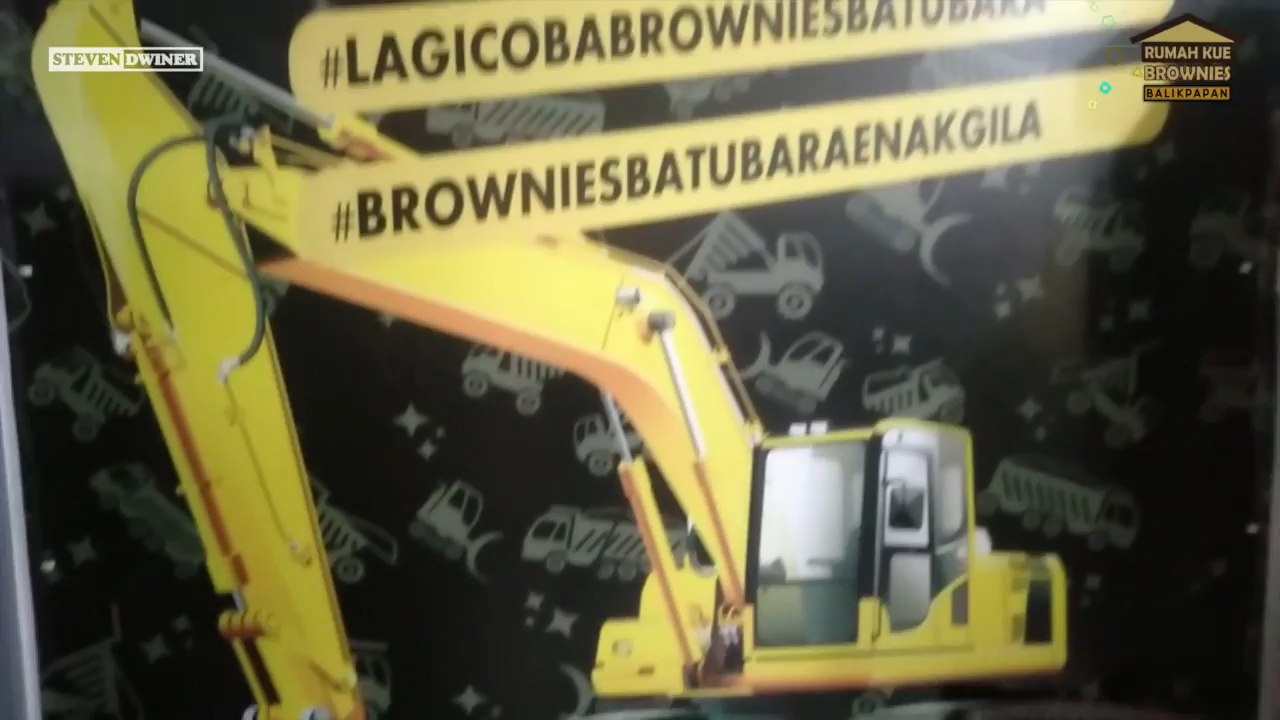 #LAGICOBABROWNIESBATUBARA
STEVEN DWINER
RUMAH KUE
BROWNIES
BALIKPAPAN
#BROWNIESBATUBARAENAKGILA